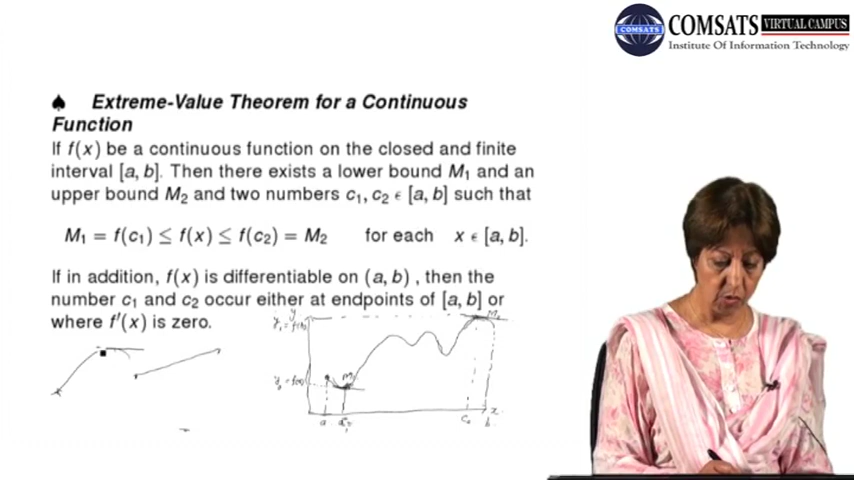 COMSATS VIRTUAL CAMPUS
COMSATS
Institute Of Information Technology
♠ Extreme-Value Theorem for a Continuous
Function
If f(x) be a continuous function on the closed and finite
interval [a, b]. Then there exists a lower bound M₁ and an
upper bound M₂ and two numbers c₁, c₂ ϵ [a, b] such that
M₁ = f(c₁) ≤ f(x) ≤ f(c₂) = M₂ for each x ϵ [a, b].
If in addition, f(x) is differentiable on (a, b) , then the
number c₁ and c₂ occur either at endpoints of [a, b] or
where f′(x) is zero.
y
M₂
x
a
b